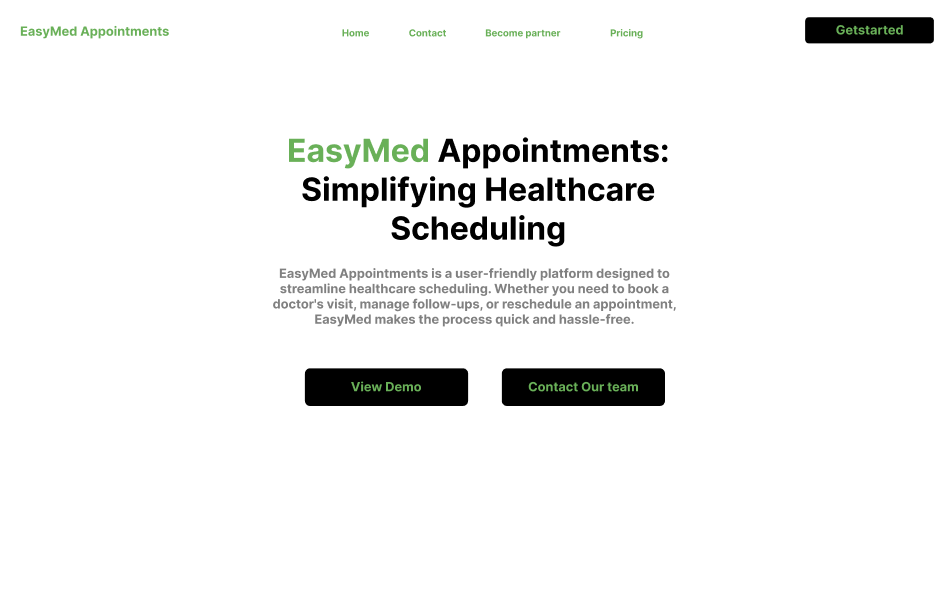 EasyMed Appointments
Home
Contact
Become partner
Pricing
Getstarted
EasyMed Appointments:
Simplifying Healthcare
Scheduling
EasyMed Appointments is a user-friendly platform designed to
streamline healthcare scheduling. Whether you need to book a
doctor's visit, manage follow-ups, or reschedule an appointment,
EasyMed makes the process quick and hassle-free.
View Demo
Contact Our team